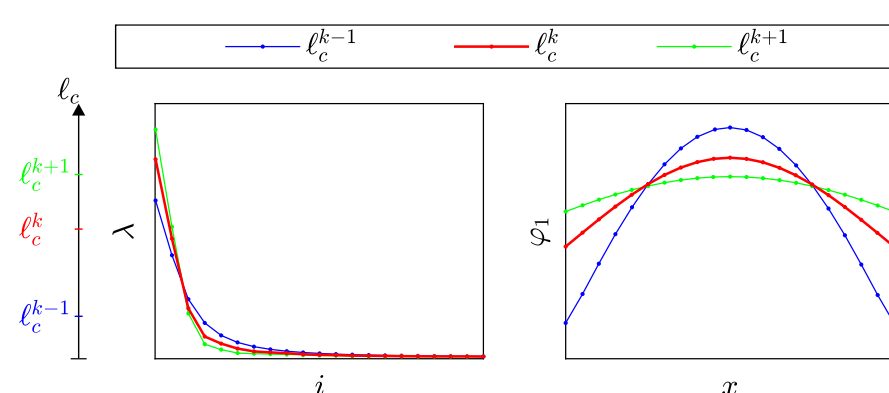 ℓ_c^{k−1} ℓ_c^k ℓ_c^{k+1}
ℓ_c
ℓ_c^{k+1}
ℓ_c^k
ℓ_c^{k−1}
λ
i
φ_1
x